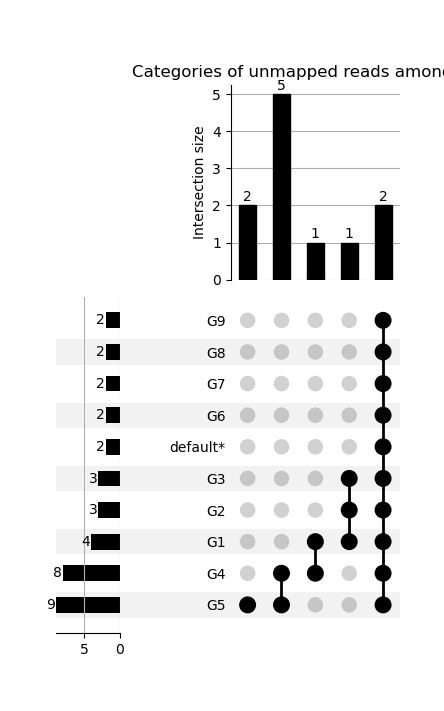 Categories of unmapped reads among
Intersection size
5
4
3
2
1
0
2
5
1
1
2
2 G9
2 G8
2 G7
2 G6
2 default*
3 G3
3 G2
4 G1
8 G4
9 G5
5 0